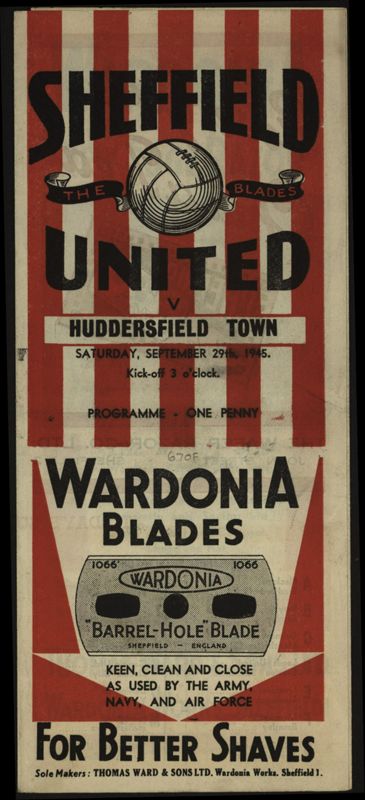 SHEFFIELD
THE BLADES
UNITED
V
HUDDERSFIELD TOWN
SATURDAY, SEPTEMBER 29th, 1945.
Kick-off 3 o'clock.
PROGRAMME - ONE PENNY
670F
WARDONIA
BLADES
1066 1066
WARDONIA
"BARREL-HOLE" BLADE
SHEFFIELD — ENGLAND
KEEN, CLEAN AND CLOSE
AS USED BY THE ARMY,
NAVY, AND AIR FORCE
FOR BETTER SHAVES
Sole Makers: THOMAS WARD & SONS LTD. Wardonia Works. Sheffield 1.